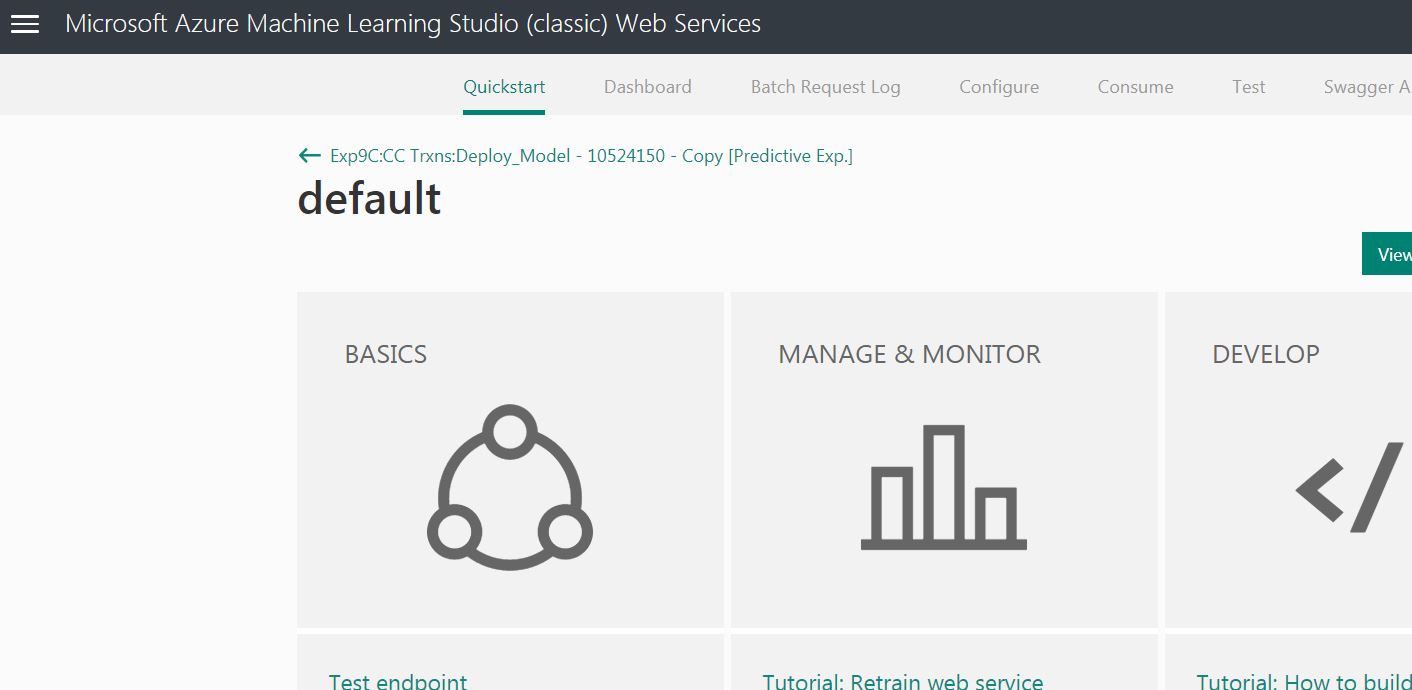 Microsoft Azure Machine Learning Studio (classic) Web Services
Quickstart Dashboard Batch Request Log Configure Consume Test Swagger A
Exp9C:CC Trxns:Deploy_Model - 10524150 - Copy [Predictive Exp.]
default
View
BASICS MANAGE & MONITOR DEVELOP
Test endpoint Tutorial: Retrain web service Tutorial: How to build